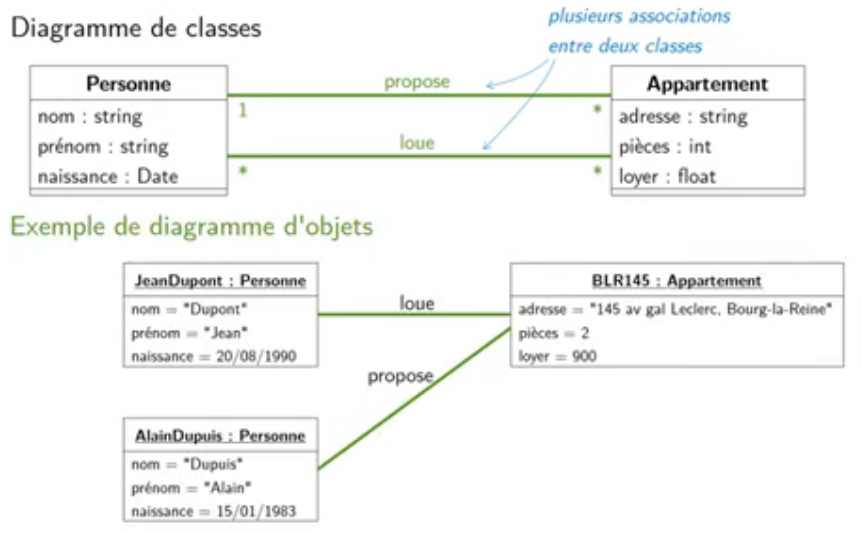 Diagramme de classes
plusieurs associations
entre deux classes
Personne
nom : string
prénom : string
naissance : Date
propose
1
*
loue
*
*
Appartement
adresse : string
pièces : int
loyer : float
Exemple de diagramme d'objets
JeanDupont : Personne
nom = "Dupont"
prénom = "Jean"
naissance = 20/08/1990
loue
BLR145 : Appartement
adresse = "145 av gal Leclerc, Bourg-la-Reine"
pièces = 2
loyer = 900
propose
AlainDupuis : Personne
nom = "Dupuis"
prénom = "Alain"
naissance = 15/01/1983